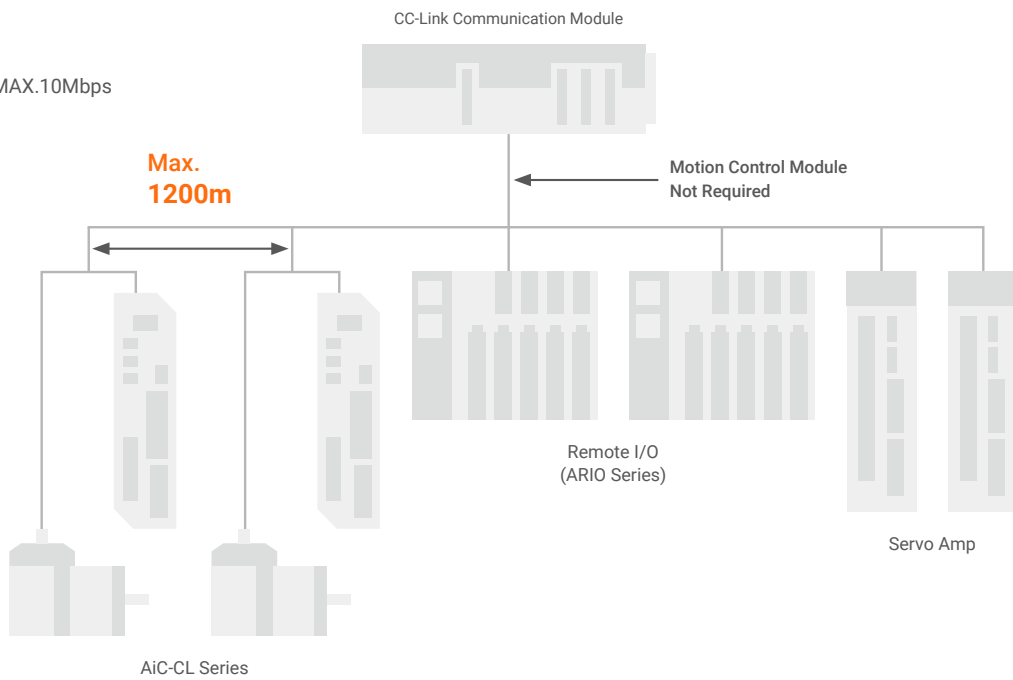 CC-Link Communication Module
MAX.10Mbps
Max.
1200m
Motion Control Module
Not Required
Remote I/O
(ARIO Series)
Servo Amp
AiC-CL Series